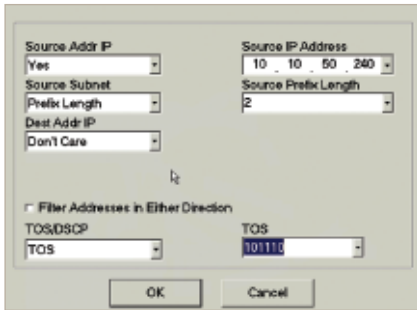 Source Addr IP
Source IP Address
Yes
10 . 10 . 50 . 240
Source Subnet
Source Prefix Length
Prefix Length
2
Dest Addr IP
Don't Care
Filter Addresses in Either Direction
TOS/DSCP
TOS
TOS
101110
OK
Cancel